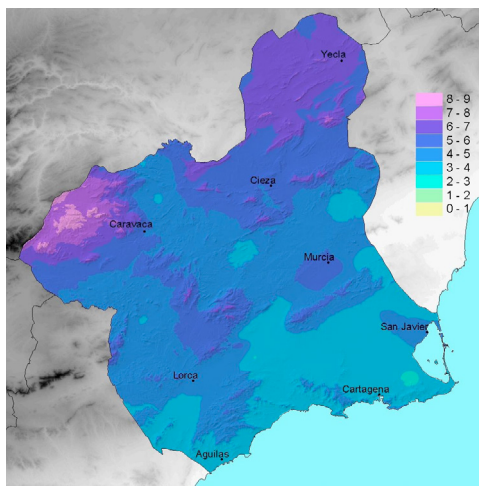 Yecla
8 - 9
7 - 8
6 - 7
5 - 6
4 - 5
3 - 4
2 - 3
1 - 2
0 - 1
Cieza
Caravaca
Murcia
San Javier
Lorca
Cartagena
Aguilas